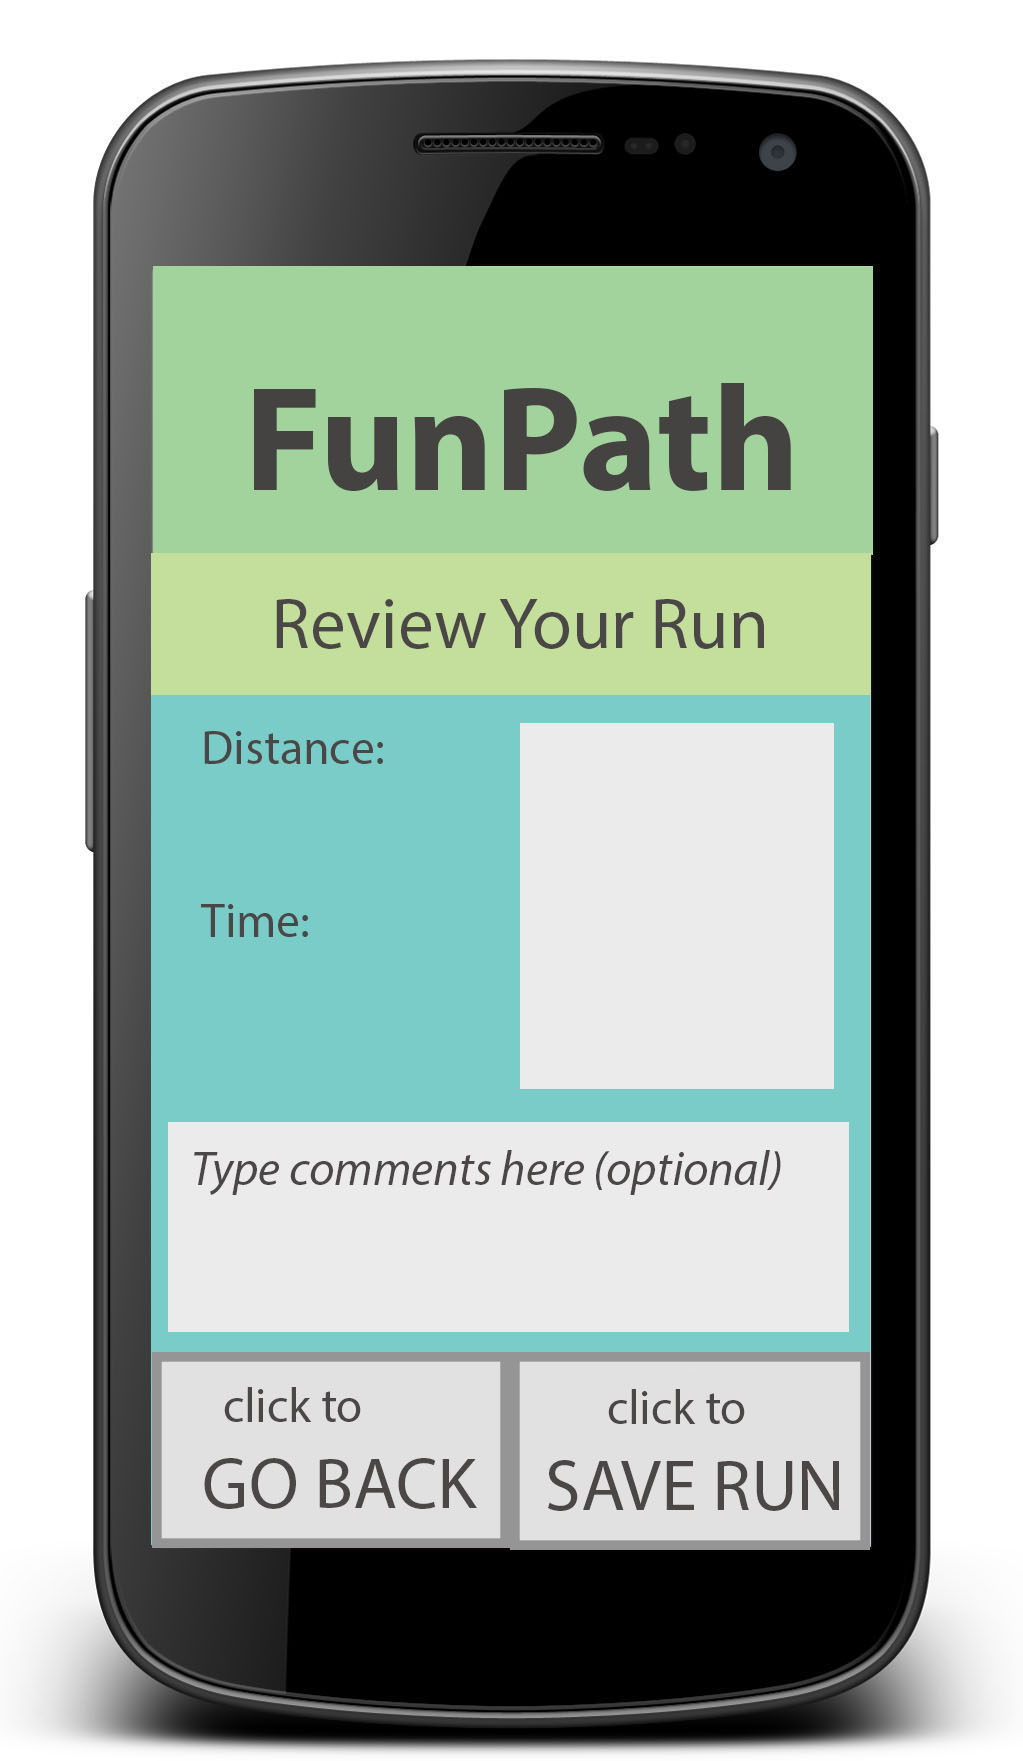 FunPath
Review Your Run
Distance:
Time:
Type comments here (optional)
click to
GO BACK
click to
SAVE RUN